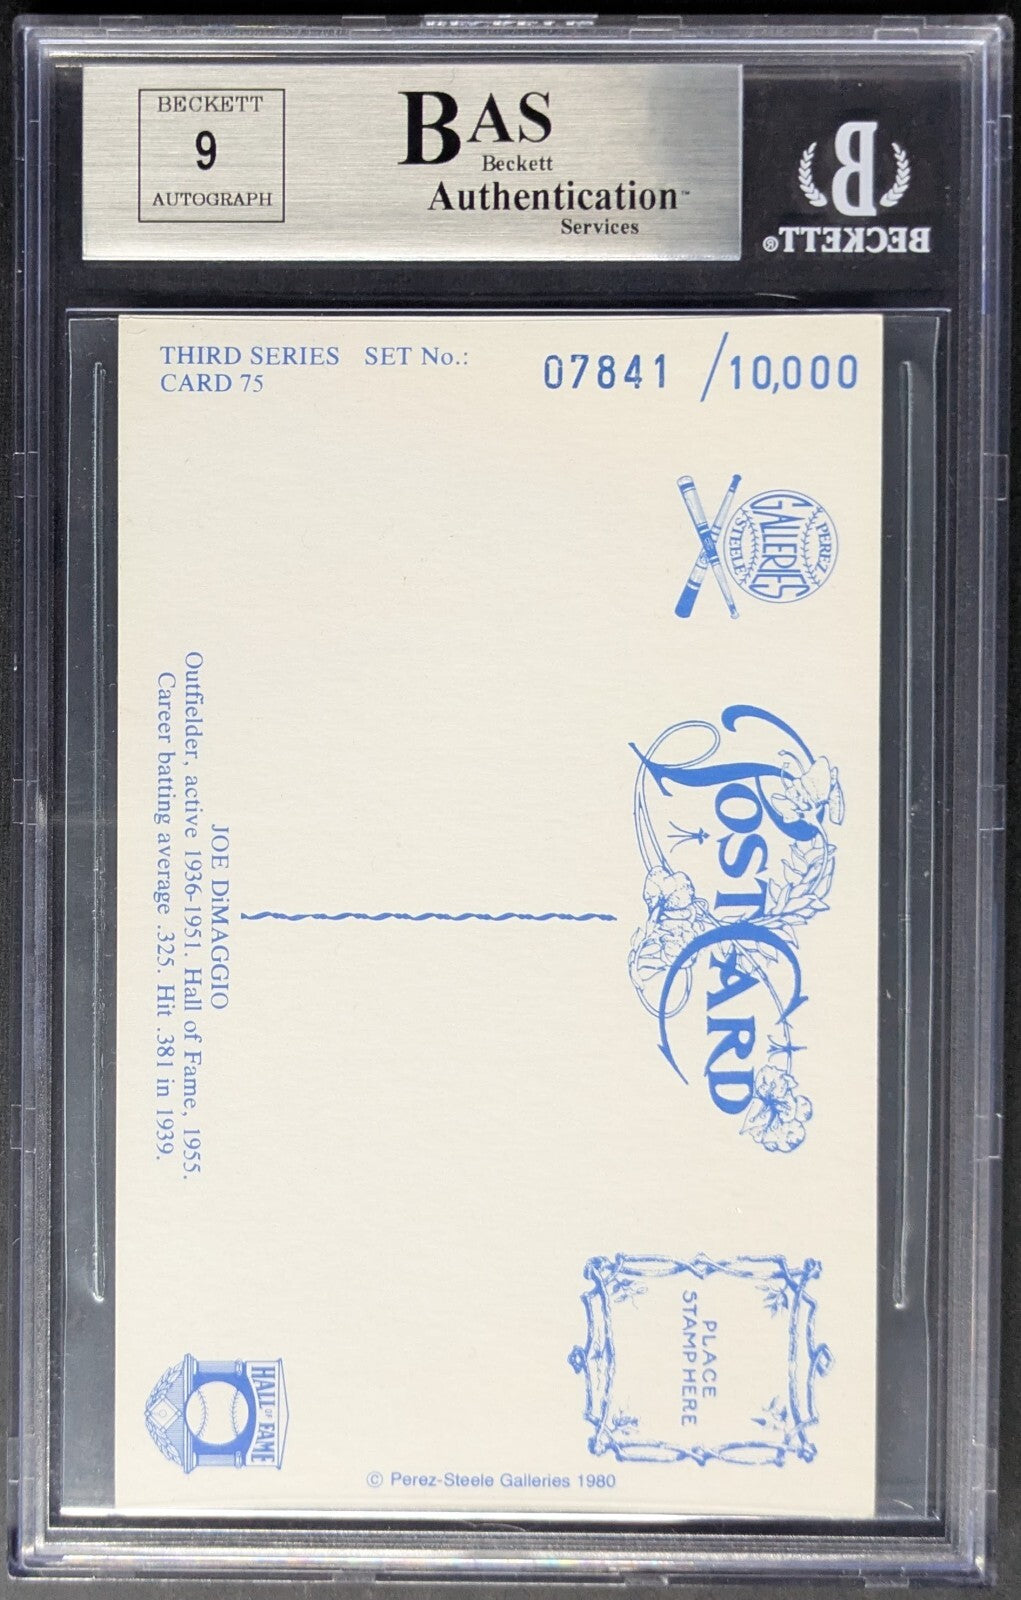 BECKETT
9
AUTOGRAPH
BAS
Beckett
Authentication™
Services
BECKETT®
THIRD SERIES SET No.: 07841 /10,000
CARD 75
PEREZ
GALLERIES
STEELE
POST CARD
JOE DiMAGGIO
Outfielder, active 1936-1951. Hall of Fame, 1955.
Career batting average .325. Hit .381 in 1939.
PLACE
STAMP HERE
HALL OF FAME
© Perez-Steele Galleries 1980